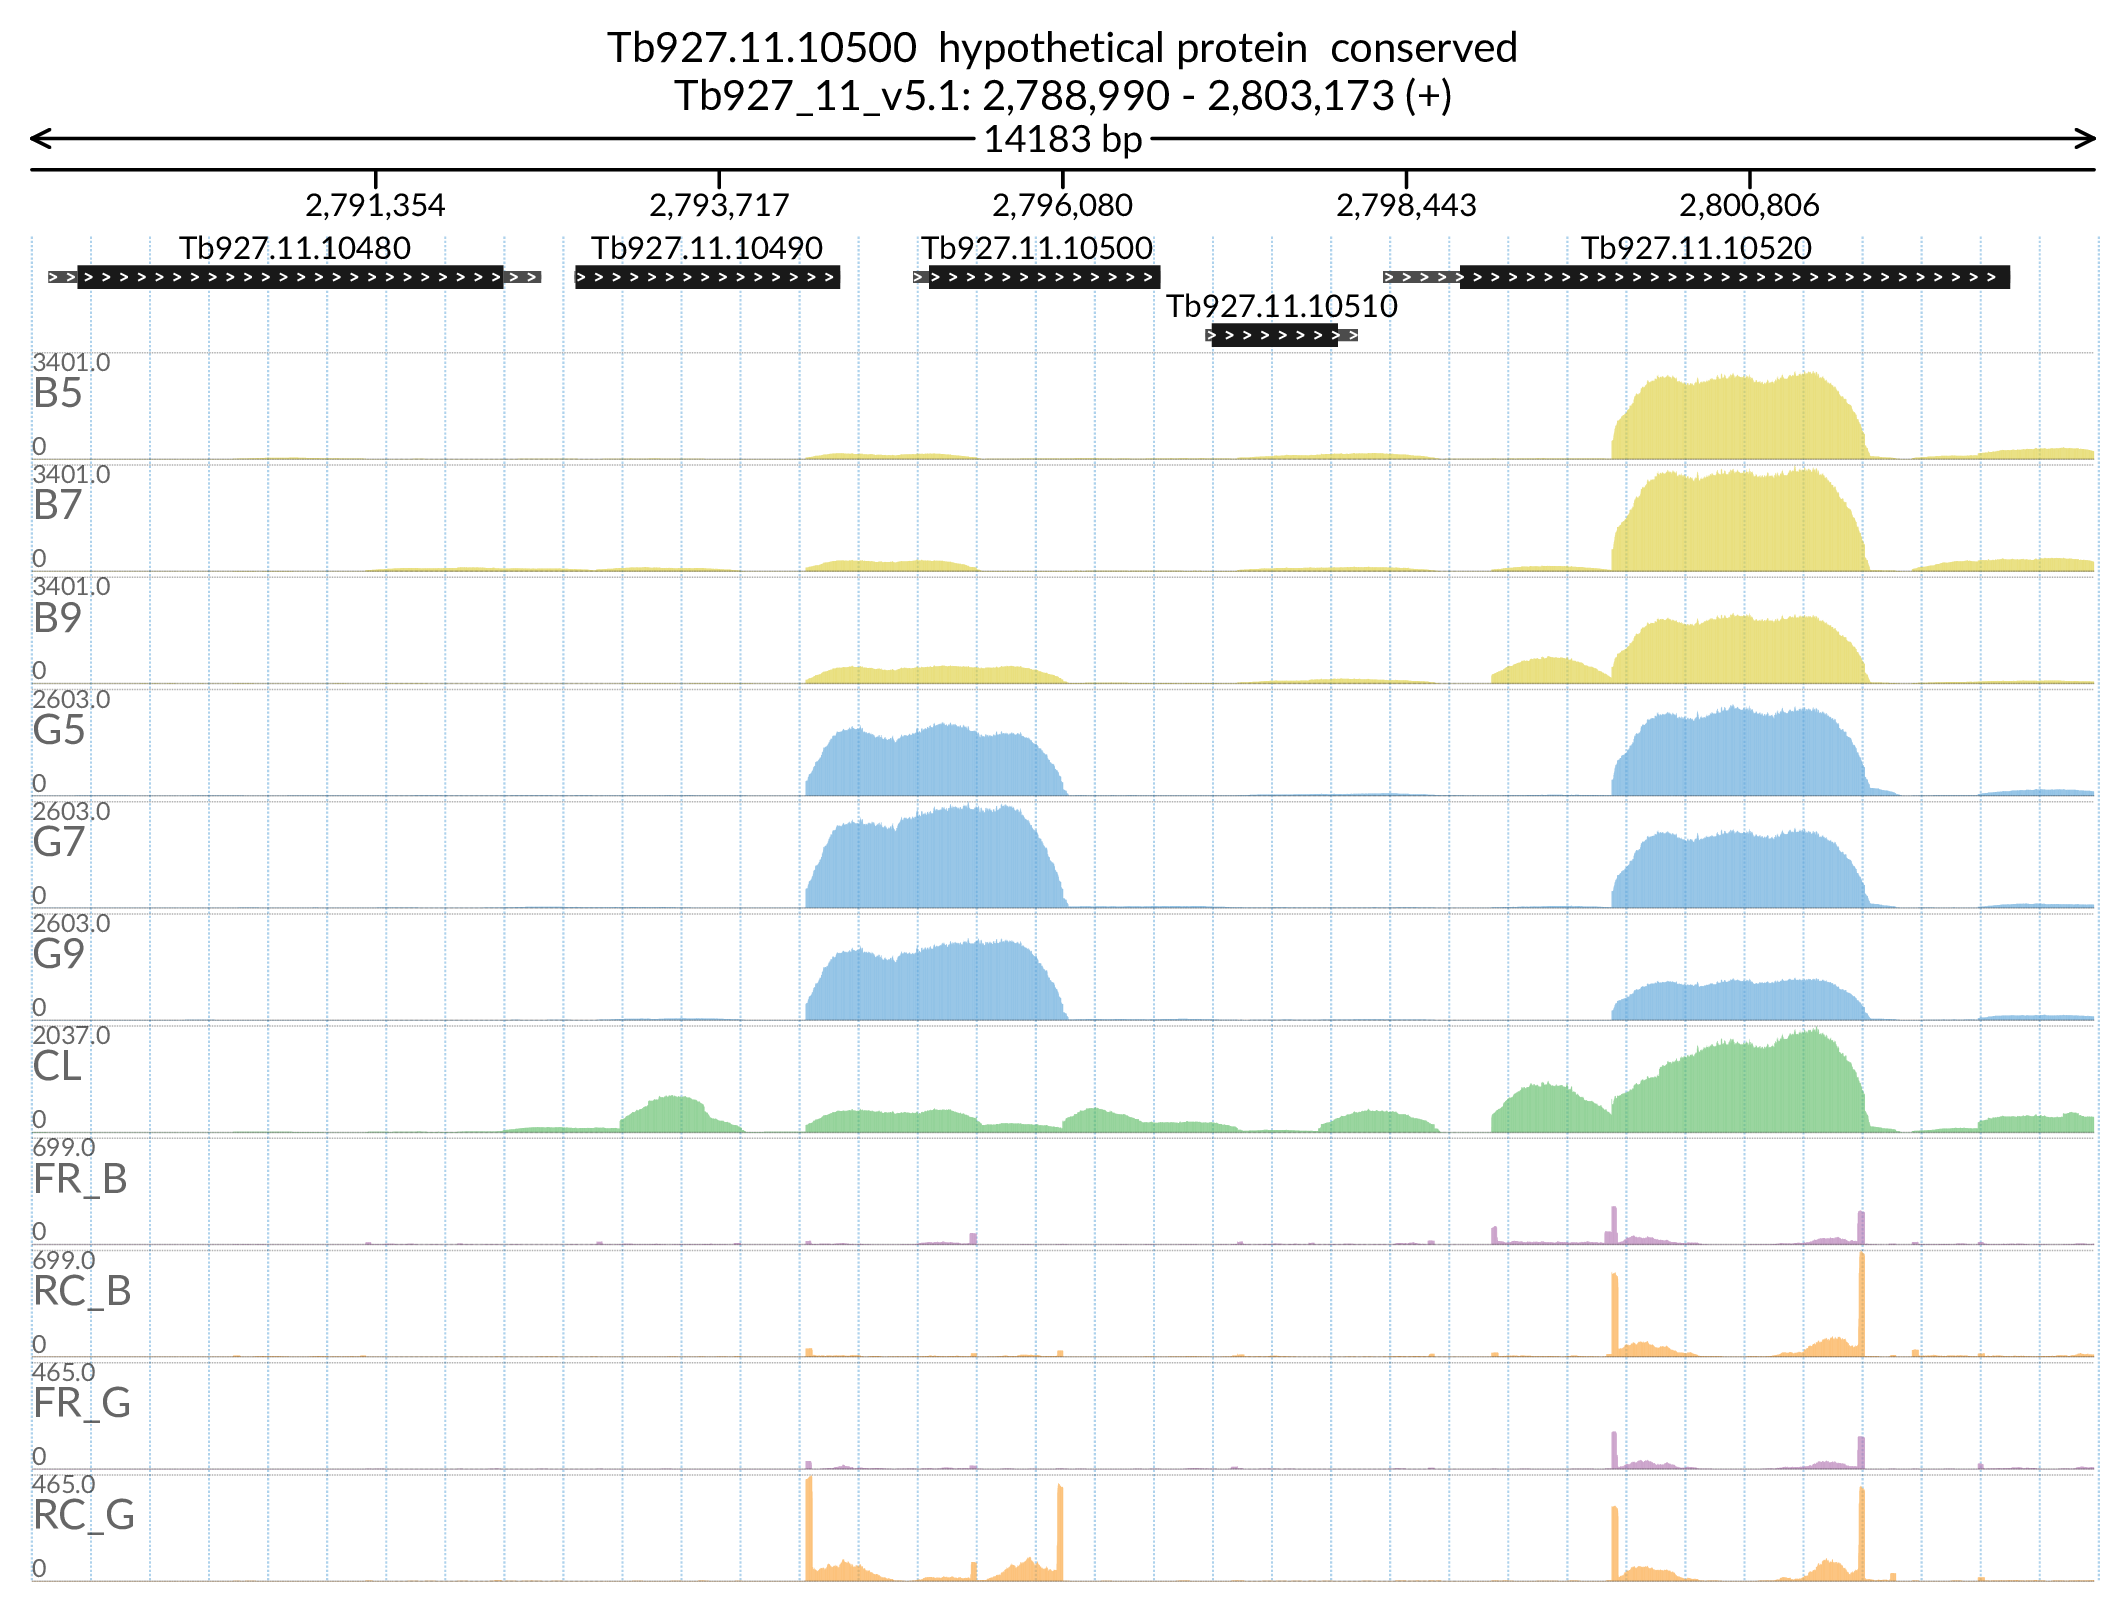 Tb927.11.10500 hypothetical protein conserved
Tb927_11_v5.1: 2,788,990 - 2,803,173 (+)
14183 bp
2,791,354 2,793,717 2,796,080 2,798,443 2,800,806
Tb927.11.10480 Tb927.11.10490 Tb927.11.10500 Tb927.11.10520
Tb927.11.10510
3401.0
B5
0
3401.0
B7
0
3401.0
B9
0
2603.0
G5
0
2603.0
G7
0
2603.0
G9
0
2037.0
CL
0
699.0
FR_B
0
699.0
RC_B
0
465.0
FR_G
0
465.0
RC_G
0